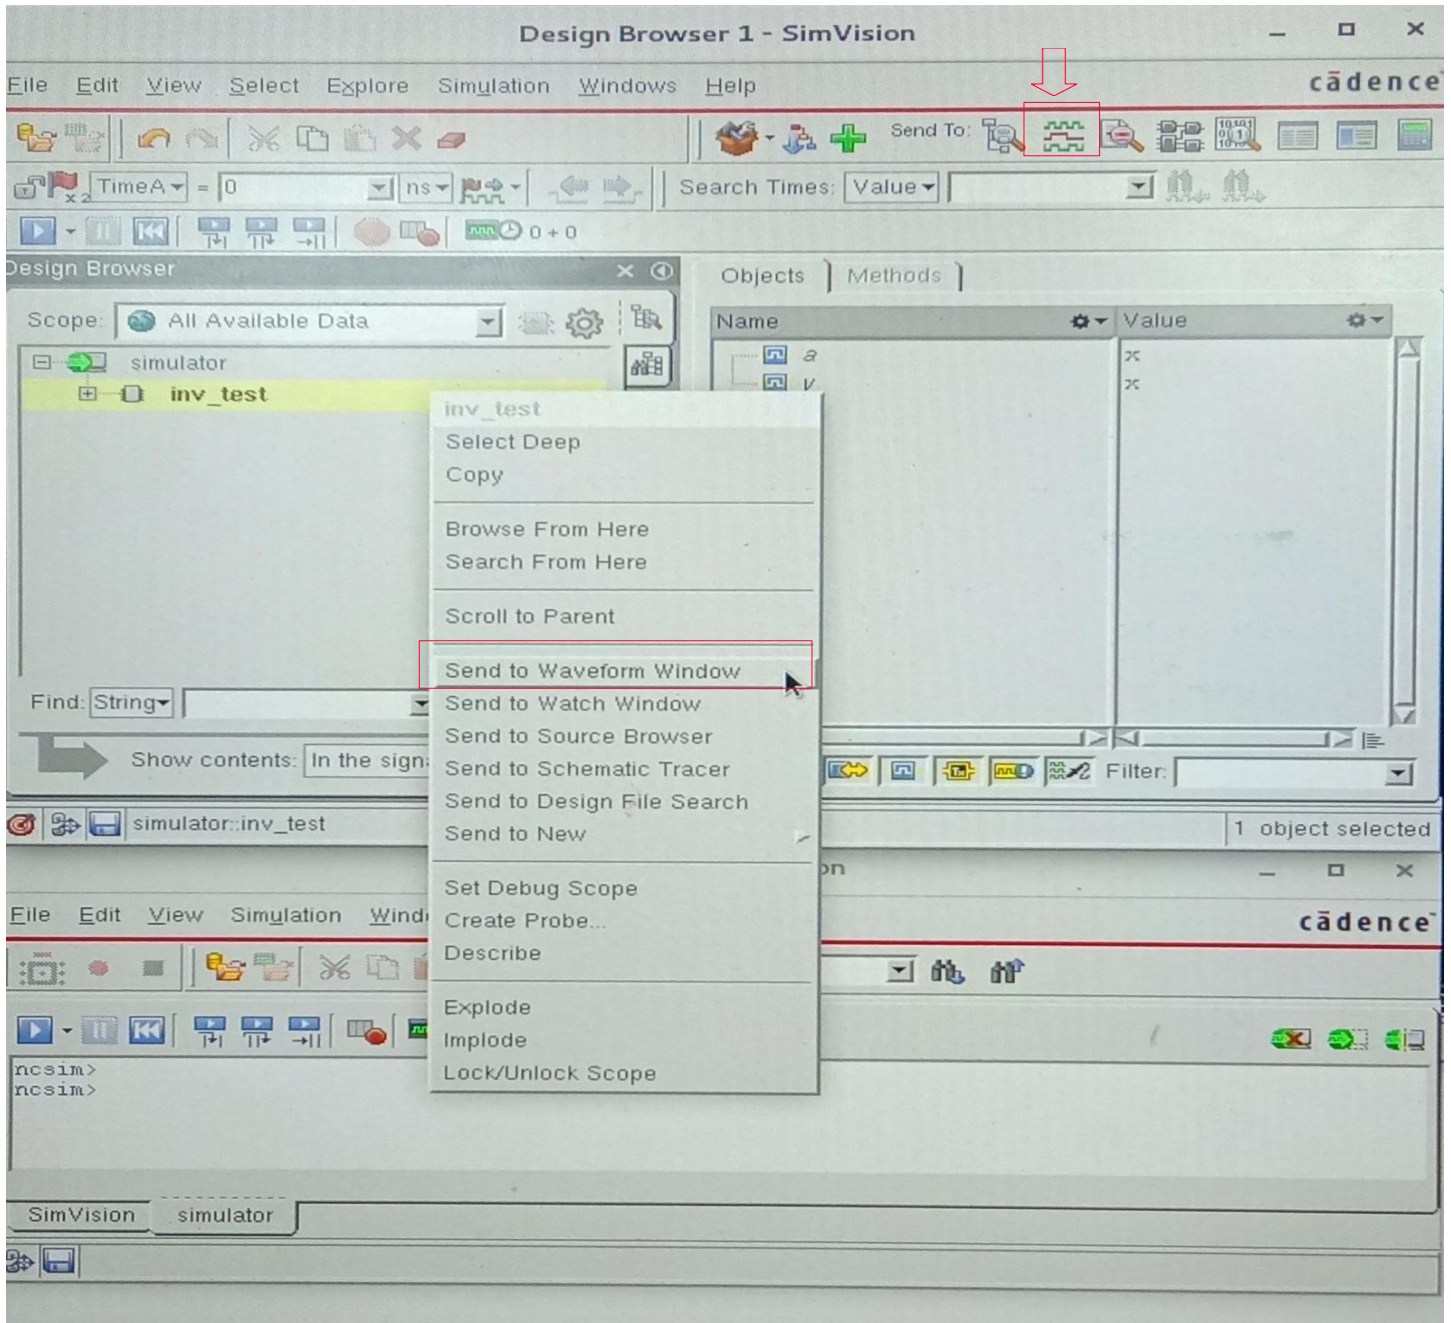 Design Browser 1 - SimVision
File Edit View Select Explore Simulation Windows Help
cādence
Send To:
TimeA = 0 ns
Search Times: Value
0 + 0
Design Browser
Objects Methods
Scope: All Available Data
Name Value
simulator
a x
inv_test
v x
inv_test
Select Deep
Copy
Browse From Here
Search From Here
Scroll to Parent
Send to Waveform Window
Send to Watch Window
Send to Source Browser
Send to Schematic Tracer
Send to Design File Search
Send to New
Set Debug Scope
Create Probe...
Describe
Explode
Implode
Lock/Unlock Scope
Find: String
Show contents: In the sign
Filter:
simulator::inv_test
1 object selected
on
File Edit View Simulation Wind
cādence
ncsim>
ncsim>
SimVision simulator